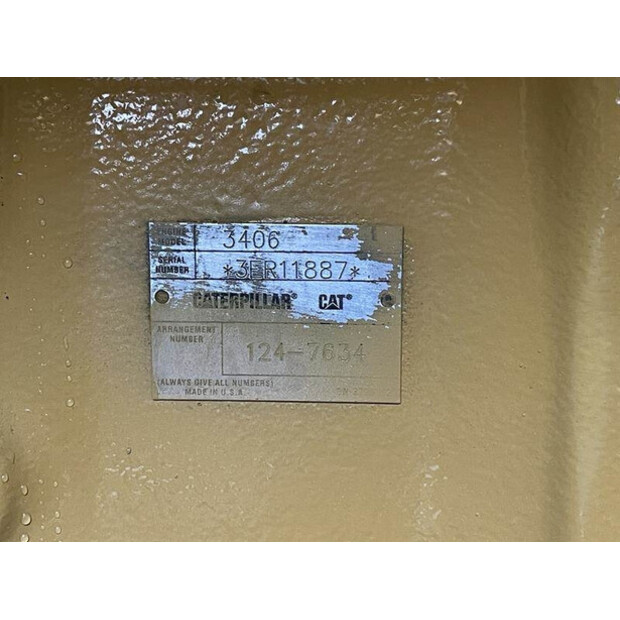 ENGINE MODEL 3406
SERIAL NUMBER *3ER11887*
CATERPILLAR® CAT®
ARRANGEMENT NUMBER 124-7634
(ALWAYS GIVE ALL NUMBERS)
MADE IN U.S.A.